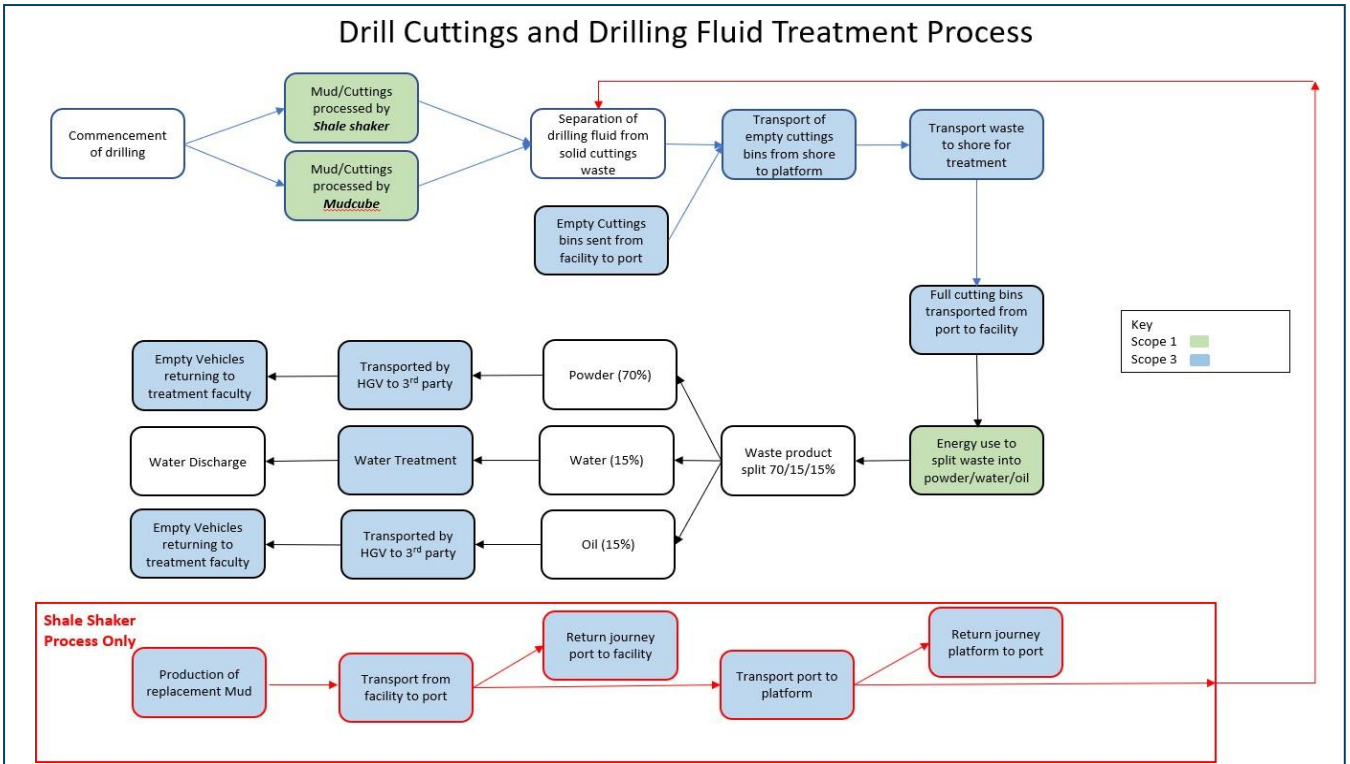 Drill Cuttings and Drilling Fluid Treatment Process
Commencement
of drilling
Mud/Cuttings
processed by
Shale shaker
Mud/Cuttings
processed by
Mudcube
Separation of
drilling fluid from
solid cuttings
waste
Transport of
empty cuttings
bins from shore
to platform
Transport waste
to shore for
treatment
Empty Cuttings
bins sent from
facility to port
Full cutting bins
transported from
port to facility
Key
Scope 1
Scope 3
Empty Vehicles
returning to
treatment faculty
Transported by
HGV to 3rd party
Powder (70%)
Water Discharge
Water Treatment
Water (15%)
Waste product
split 70/15/15%
Energy use to
split waste into
powder/water/oil
Empty Vehicles
returning to
treatment faculty
Transported by
HGV to 3rd party
Oil (15%)
Shale Shaker
Process Only
Production of
replacement Mud
Transport from
facility to port
Return journey
port to facility
Transport port to
platform
Return journey
platform to port